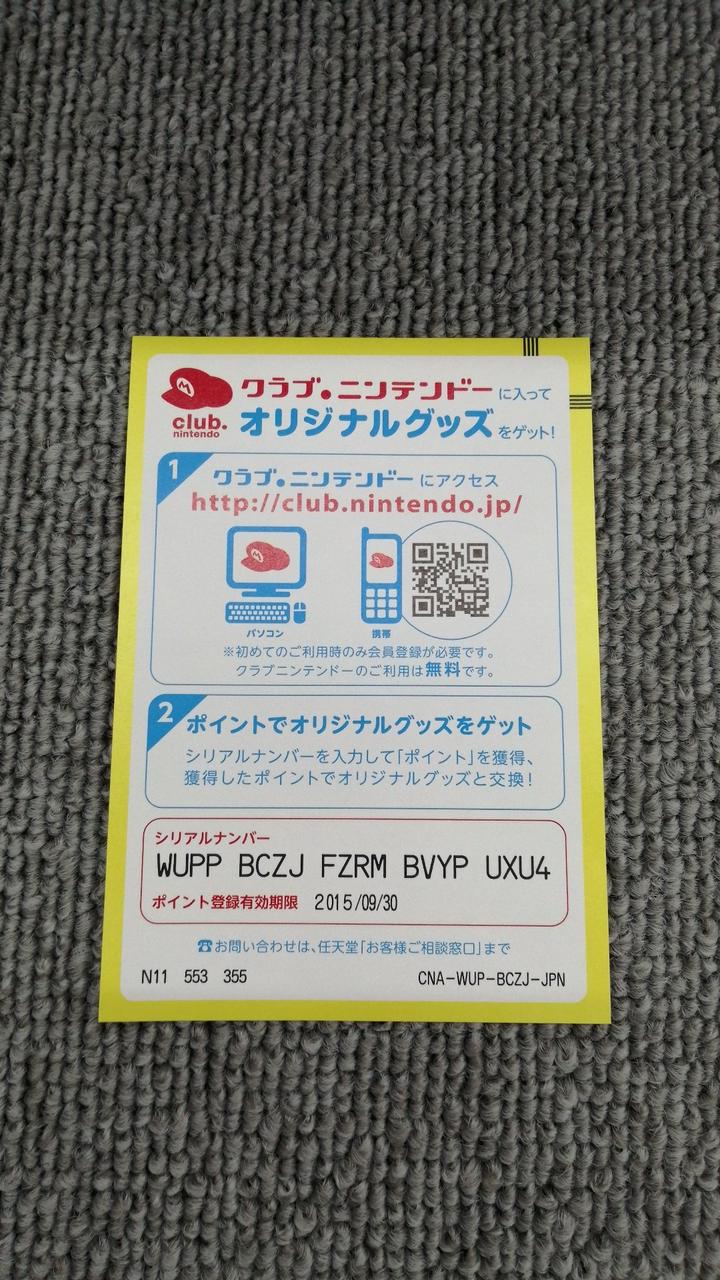 M
club.
nintendo
クラブ。ニンテンドーに入って
オリジナルグッズをゲット!
1
クラブ。ニンテンドーにアクセス
http://club.nintendo.jp/
M
M
パソコン
携帯
※初めてのご利用時のみ会員登録が必要です。
クラブニンテンドーのご利用は無料です。
2
ポイントでオリジナルグッズをゲット
シリアルナンバーを入力して「ポイント」を獲得、
獲得したポイントでオリジナルグッズと交換!
シリアルナンバー
WUPP BCZJ FZRM BVYP UXU4
ポイント登録有効期限 2015/09/30
☎お問い合わせは、任天堂「お客様ご相談窓口」まで
N11 553 355
CNA-WUP-BCZJ-JPN